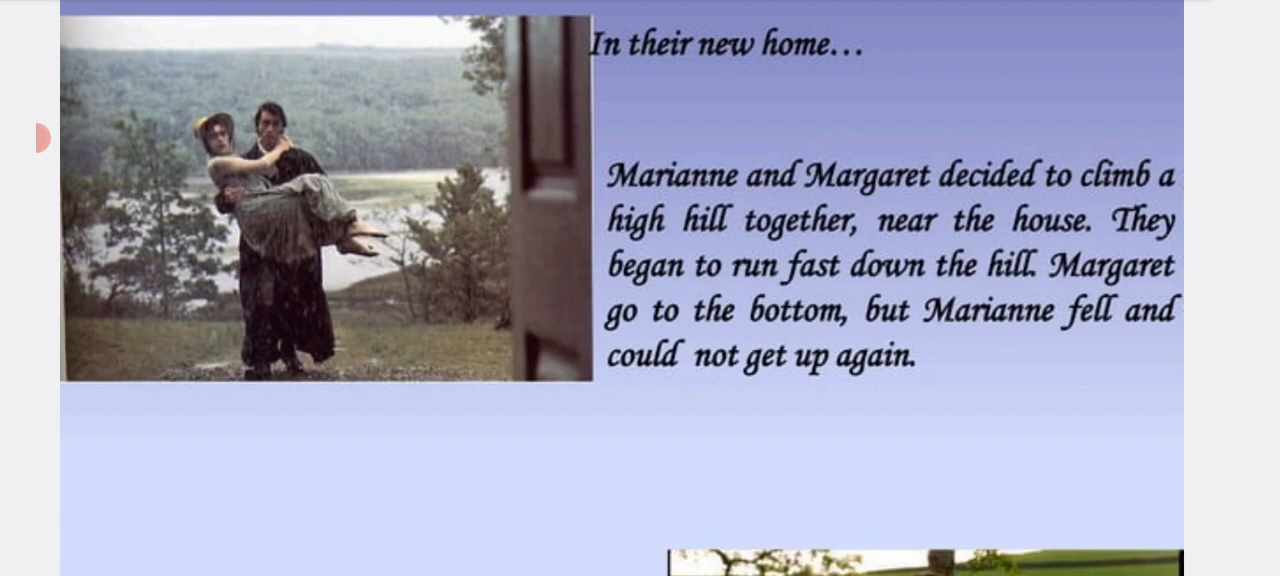 In their new home…
Marianne and Margaret decided to climb a
high hill together, near the house. They
began to run fast down the hill. Margaret
go to the bottom, but Marianne fell and
could not get up again.